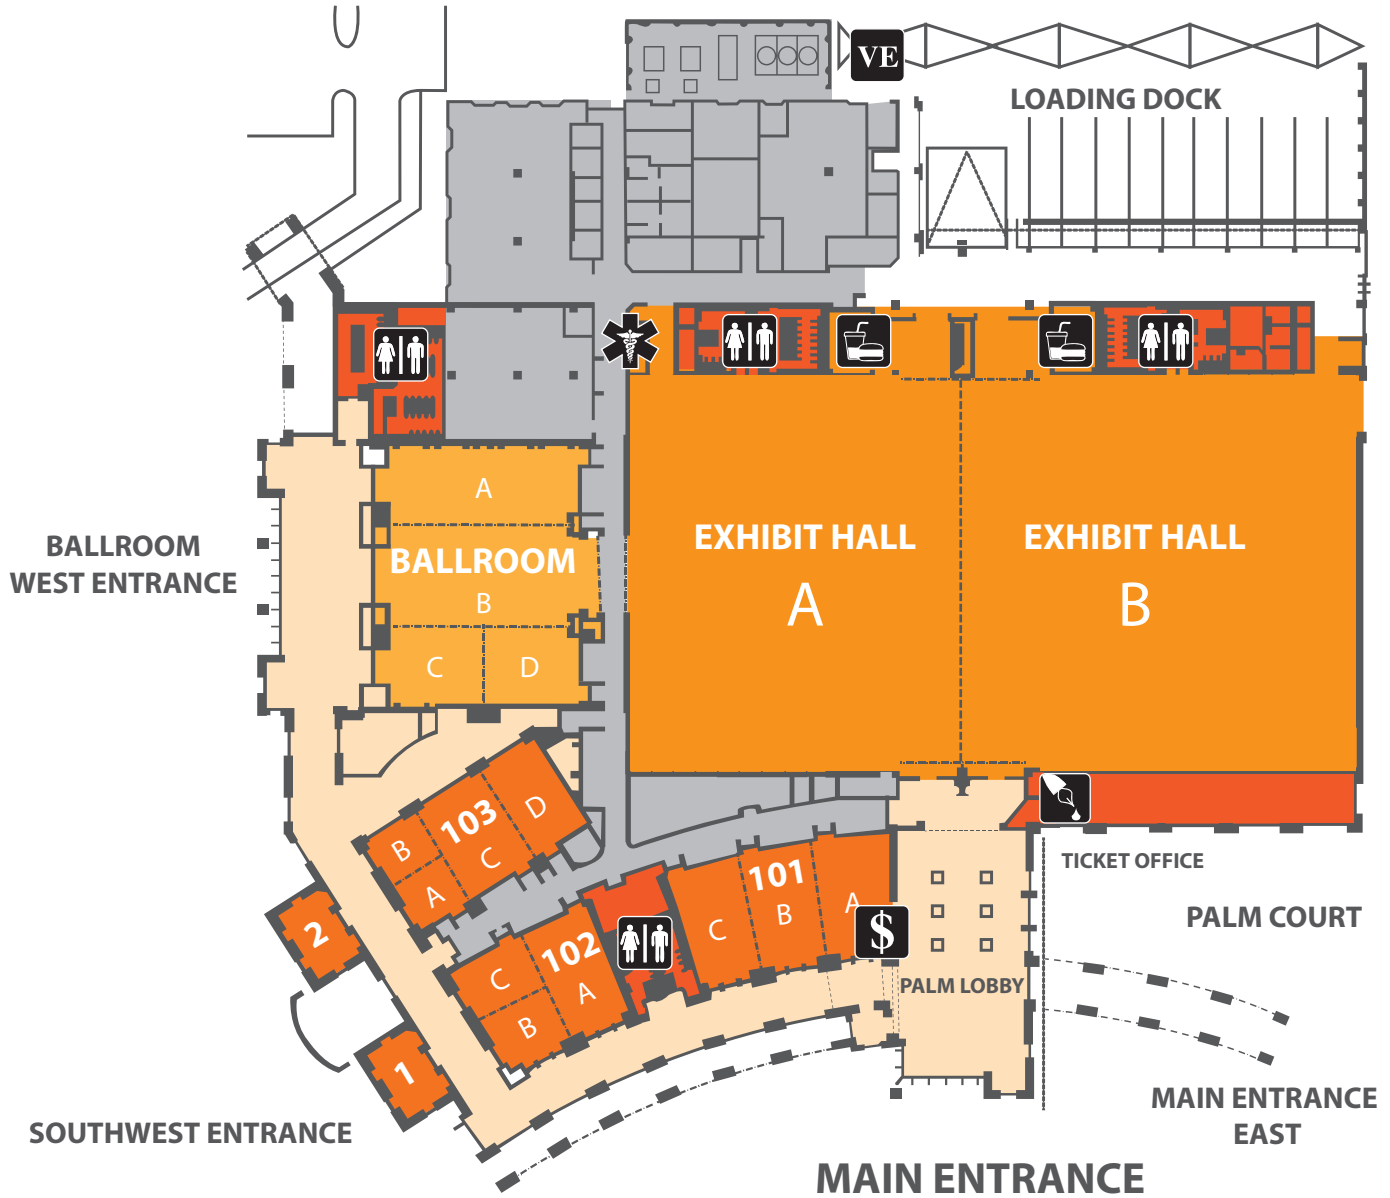 VE
LOADING DOCK
A
BALLROOM
B
C
D
BALLROOM
WEST ENTRANCE
EXHIBIT HALL
A
EXHIBIT HALL
B
103
B
A
C
D
2
1
102
C
B
A
101
C
B
A
$
TICKET OFFICE
PALM COURT
PALM LOBBY
SOUTHWEST ENTRANCE
MAIN ENTRANCE
EAST
MAIN ENTRANCE